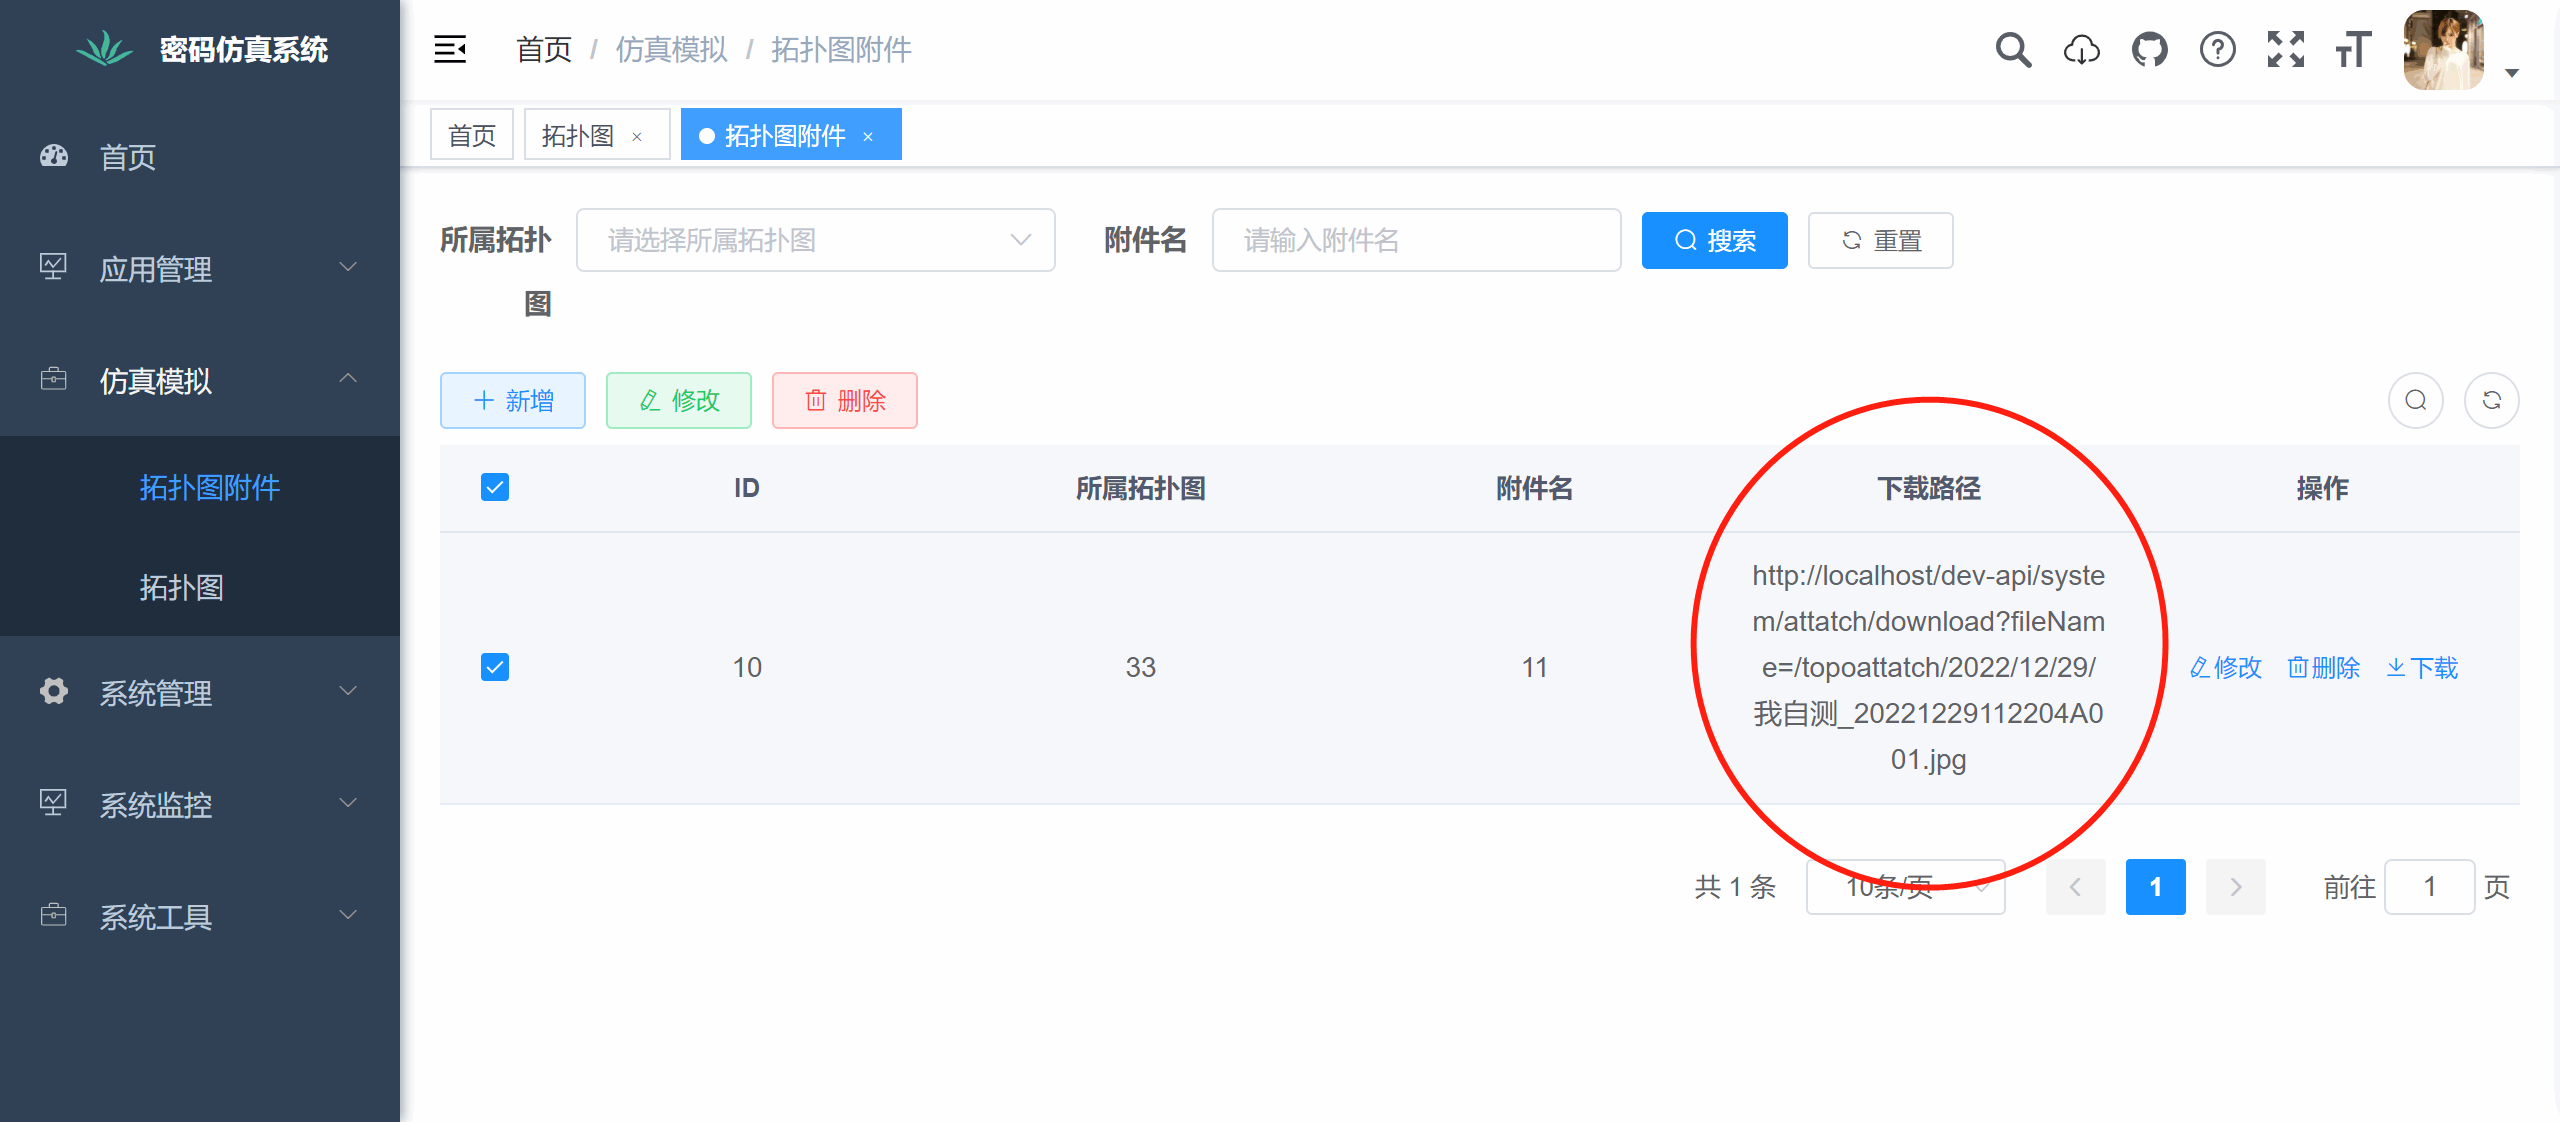 密码仿真系统
首页
应用管理
仿真模拟
拓扑图附件
拓扑图
系统管理
系统监控
系统工具
首页 / 仿真模拟 / 拓扑图附件
首页
拓扑图 ×
拓扑图附件 ×
所属拓扑
图
请选择所属拓扑图
附件名
请输入附件名
搜索
重置
新增
修改
删除
ID 所属拓扑图 附件名 下载路径 操作
10 33 11
http://localhost/dev-api/syste
m/attatch/download?fileNam
e=/topoattatch/2022/12/29/
我自测_20221229112204A0
01.jpg
修改 删除 下载
共 1 条
10条/页
1
前往 1 页